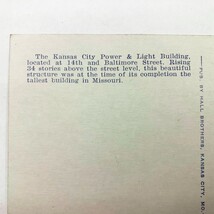 The Kansas City Power & Light Building,
located at 14th and Baltimore Street. Rising
34 stories above the street level, this beautiful
structure was at the time of its completion the
tallest building in Missouri.
PUB. BY HALL BROTHERS, KANSAS CITY, MO.